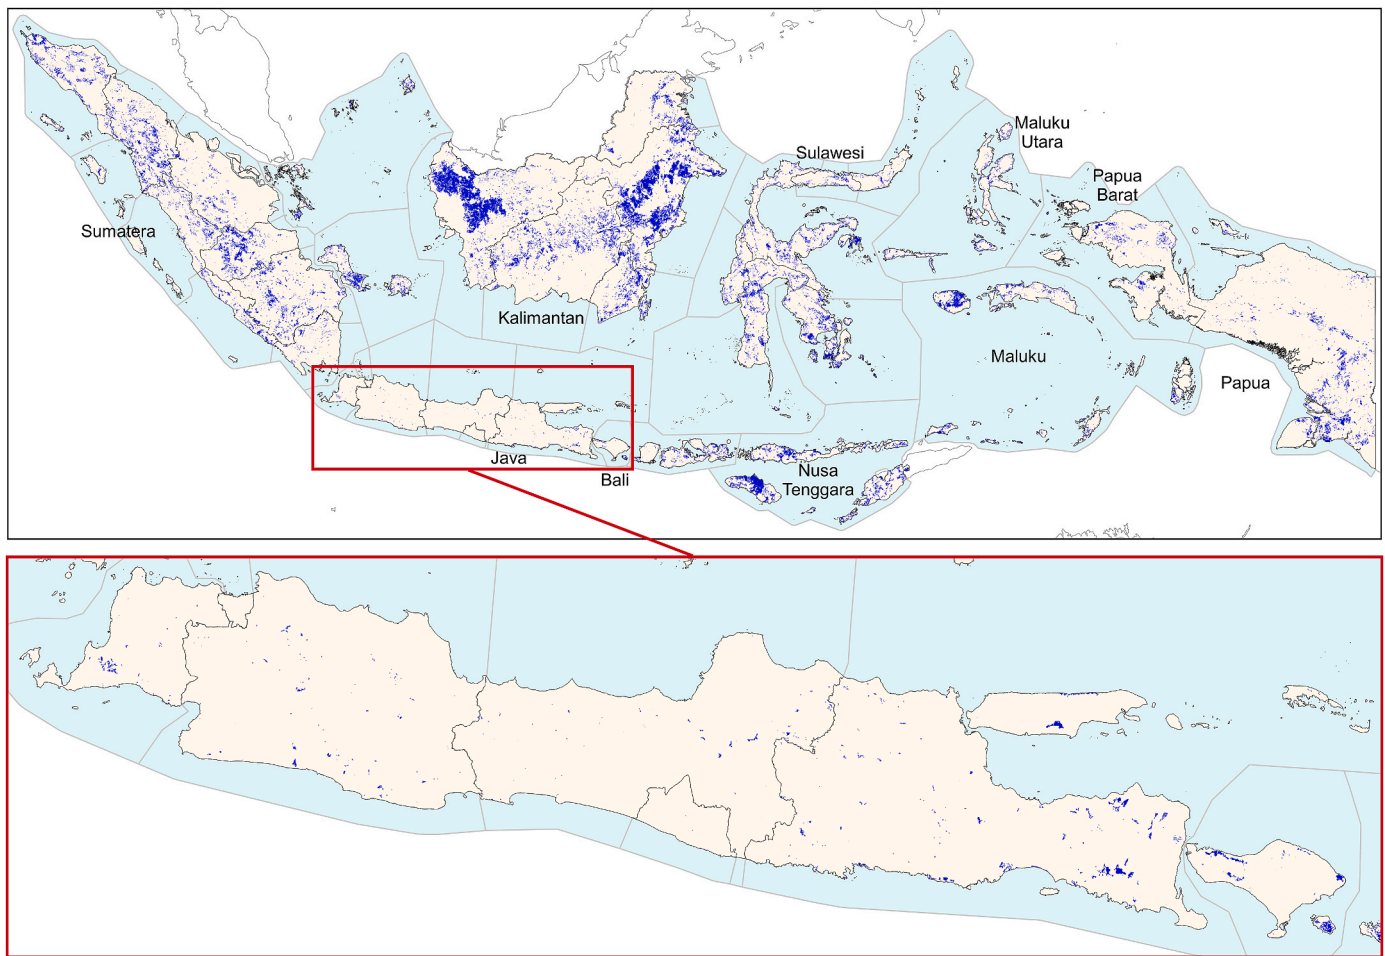 Maluku
Utara
Sulawesi
Papua
Barat
Sumatera
Kalimantan
Maluku
Papua
Java
Bali
Nusa
Tenggara